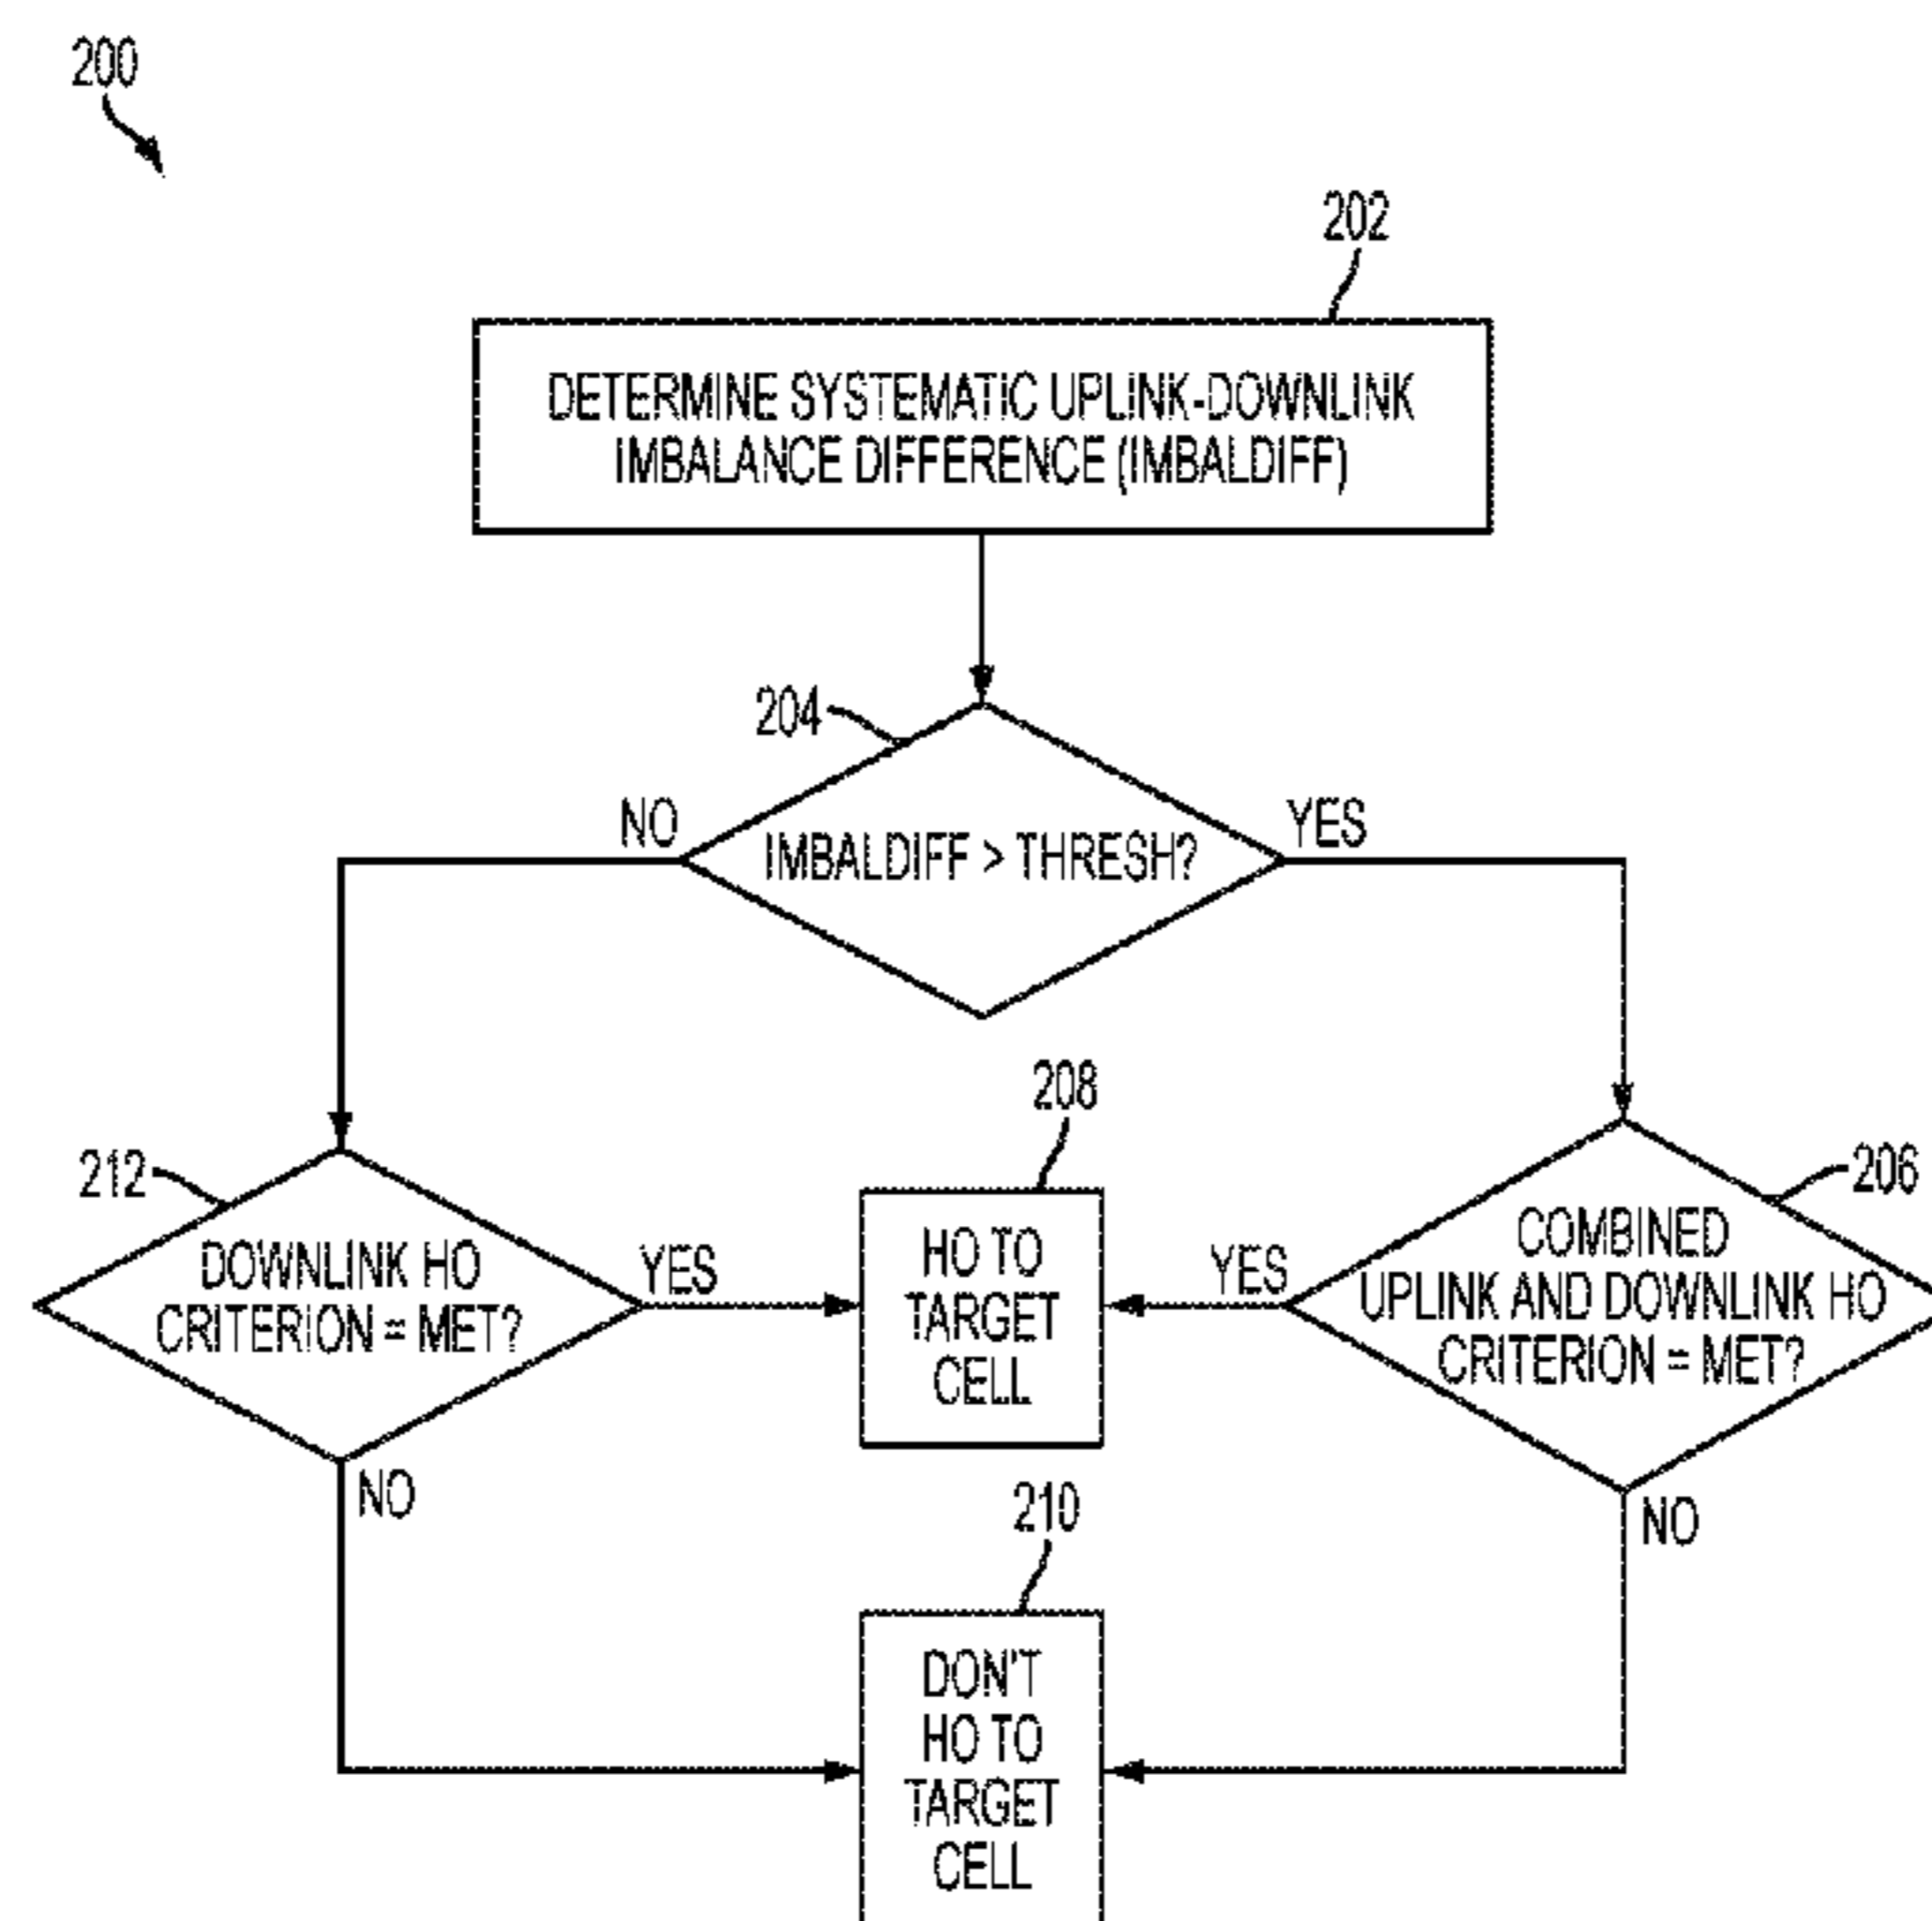 200
202
DETERMINE SYSTEMATIC UPLINK-DOWNLINK
IMBALANCE DIFFERENCE (IMBALDIFF)
204
NO
YES
IMBALDIFF > THRESH?
208
212
206
DOWNLINK HO
CRITERION = MET?
YES
HO TO
TARGET
CELL
YES
COMBINED
UPLINK AND DOWNLINK HO
CRITERION = MET?
NO
NO
210
DON'T
HO TO
TARGET
CELL